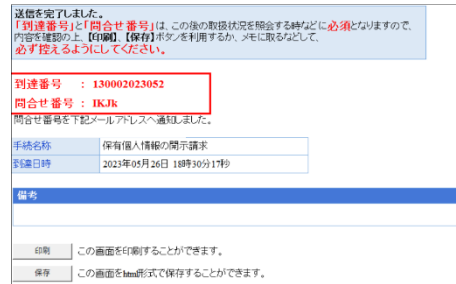 送信を完了しました。
「到達番号」と「問合せ番号」は、この後の取扱状況を照会する時などに必須となりますので、
内容を確認の上、【印刷】、【保存】ボタンを利用するか、メモに取るなどして、
必ず控えるようにしてください。
到達番号 : 130002023052
問合せ番号 : IKJk
問合せ番号を下記メールアドレスへ通知しました。
手続名称 保有個人情報の開示請求
到達日時 2023年05月26日 18時30分17秒
備考
印刷 この画面を印刷することができます。
保存 この画面をhtml形式で保存することができます。